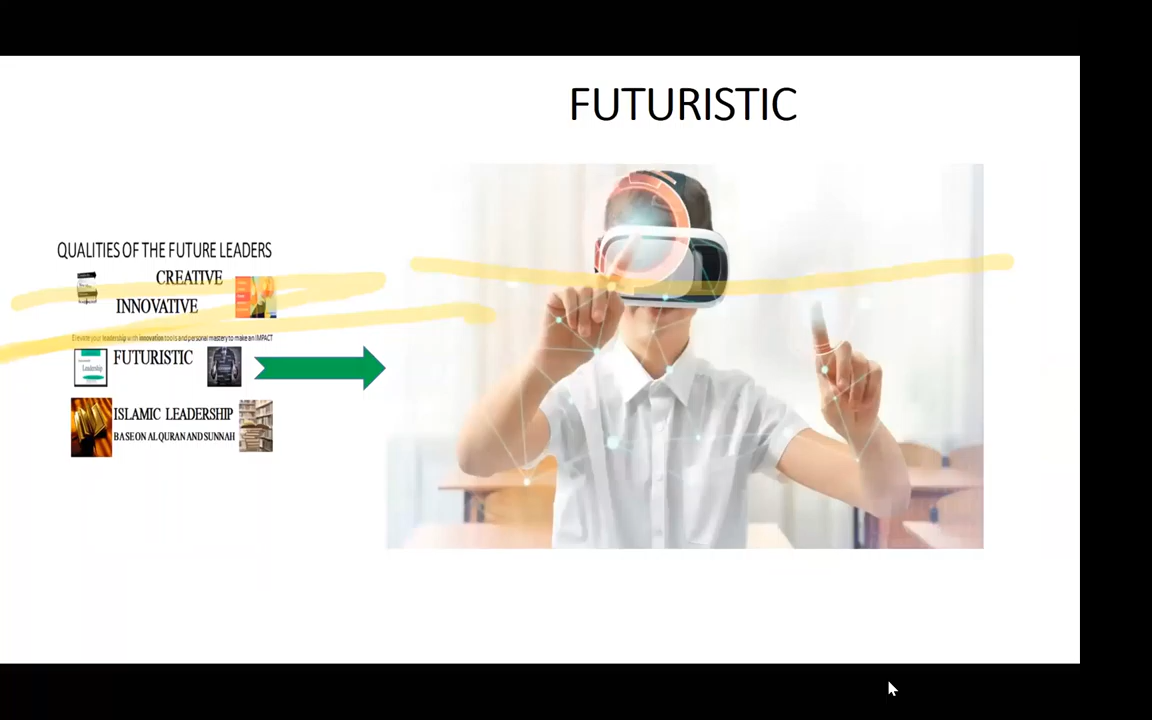 FUTURISTIC
QUALITIES OF THE FUTURE LEADERS
CREATIVE
INNOVATIVE
Elevate your leadership with innovation tools and personal mastery to make an IMPACT
FUTURISTIC
Leadership
ISLAMIC LEADERSHIP
BASE ON AL QURAN AND SUNNAH